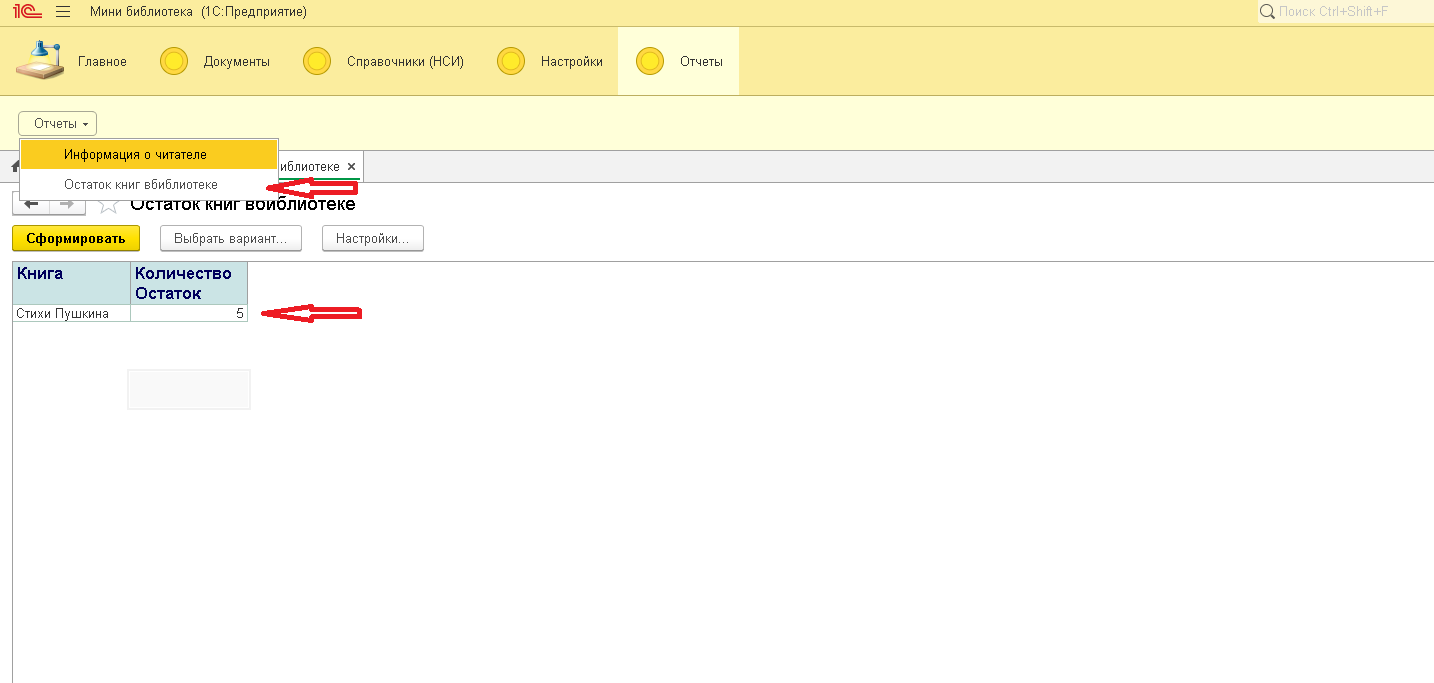 1С Мини библиотека (1С:Предприятие) Поиск Ctrl+Shift+F
Главное Документы Справочники (НСИ) Настройки Отчеты
Отчеты
Информация о читателе
иблиотеке ×
Остаток книг вбиблиотеке
Остаток книг вбиблиотеке
Сформировать Выбрать вариант... Настройки...
Книга Количество
Остаток
Стихи Пушкина 5